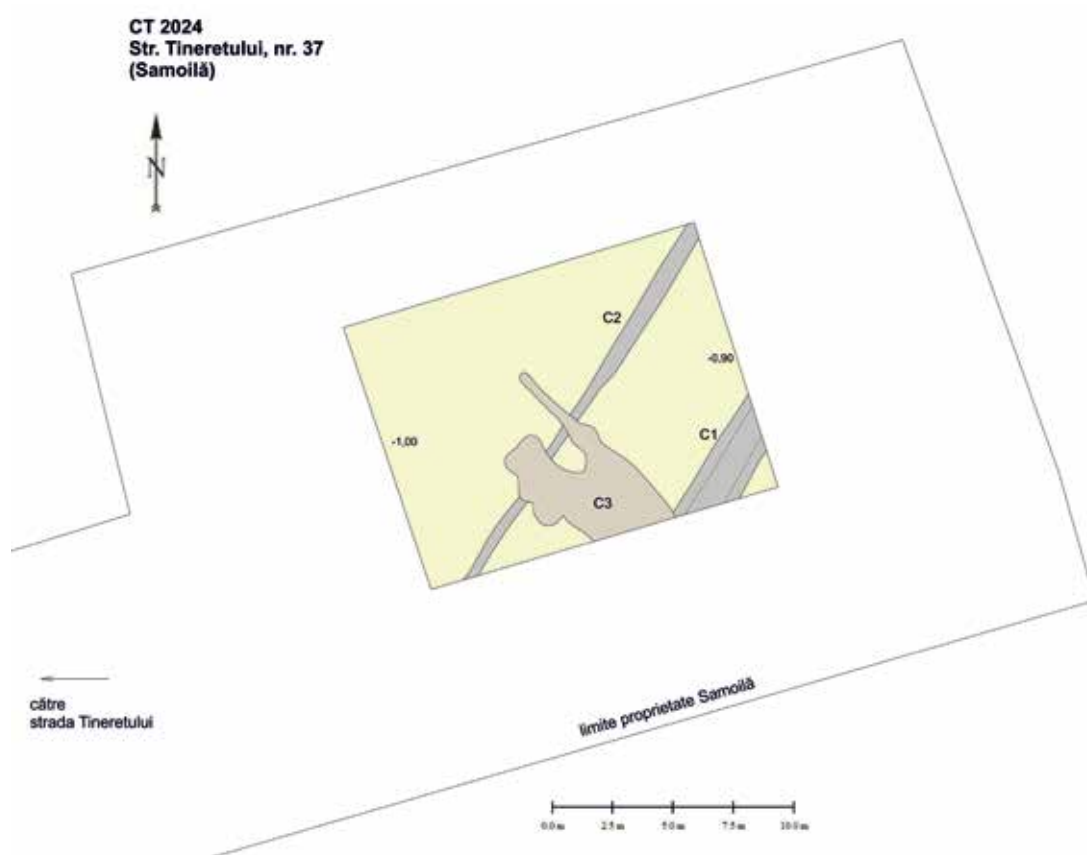 CT 2024
Str. Tineretului, nr. 37
(Samoilă)
N
C2
-0.90
C1
-1,00
C3
către
strada Tineretului
limite proprietate Samoilă
0.0 m 2.5 m 5.0 m 7.5 m 10.0 m